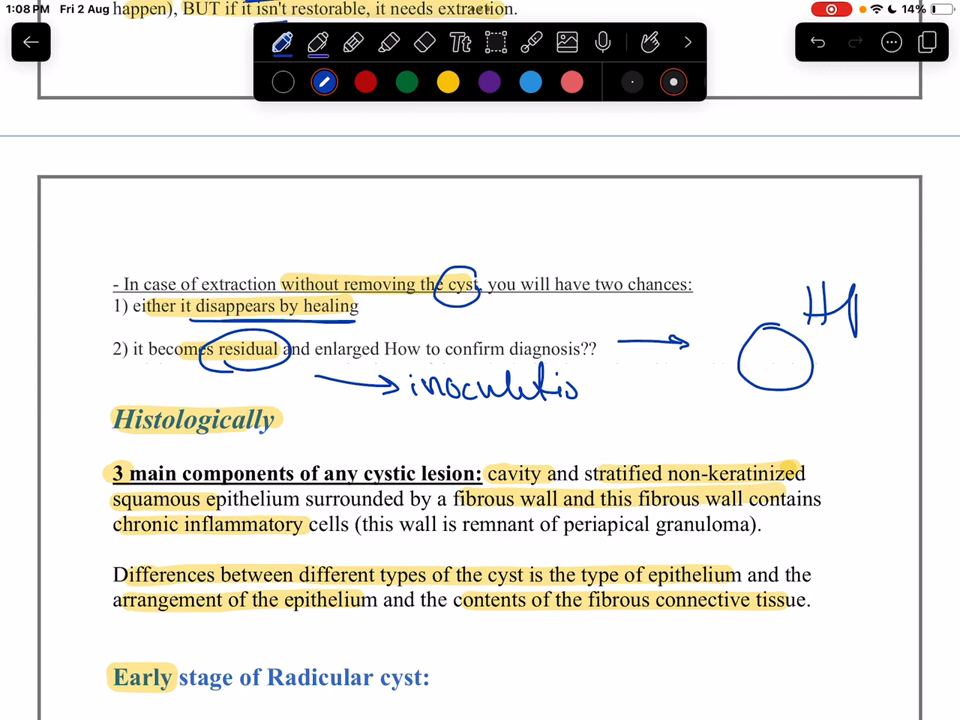 1:08 PM Fri 2 Aug 14%
happen), BUT if it isn't restorable, it needs extraction.
Tt
- In case of extraction without removing the cyst, you will have two chances:
1) either it disappears by healing
2) it becomes residual and enlarged How to confirm diagnosis??
Histologically
3 main components of any cystic lesion: cavity and stratified non-keratinized
squamous epithelium surrounded by a fibrous wall and this fibrous wall contains
chronic inflammatory cells (this wall is remnant of periapical granuloma).
Differences between different types of the cyst is the type of epithelium and the
arrangement of the epithelium and the contents of the fibrous connective tissue.
Early stage of Radicular cyst: